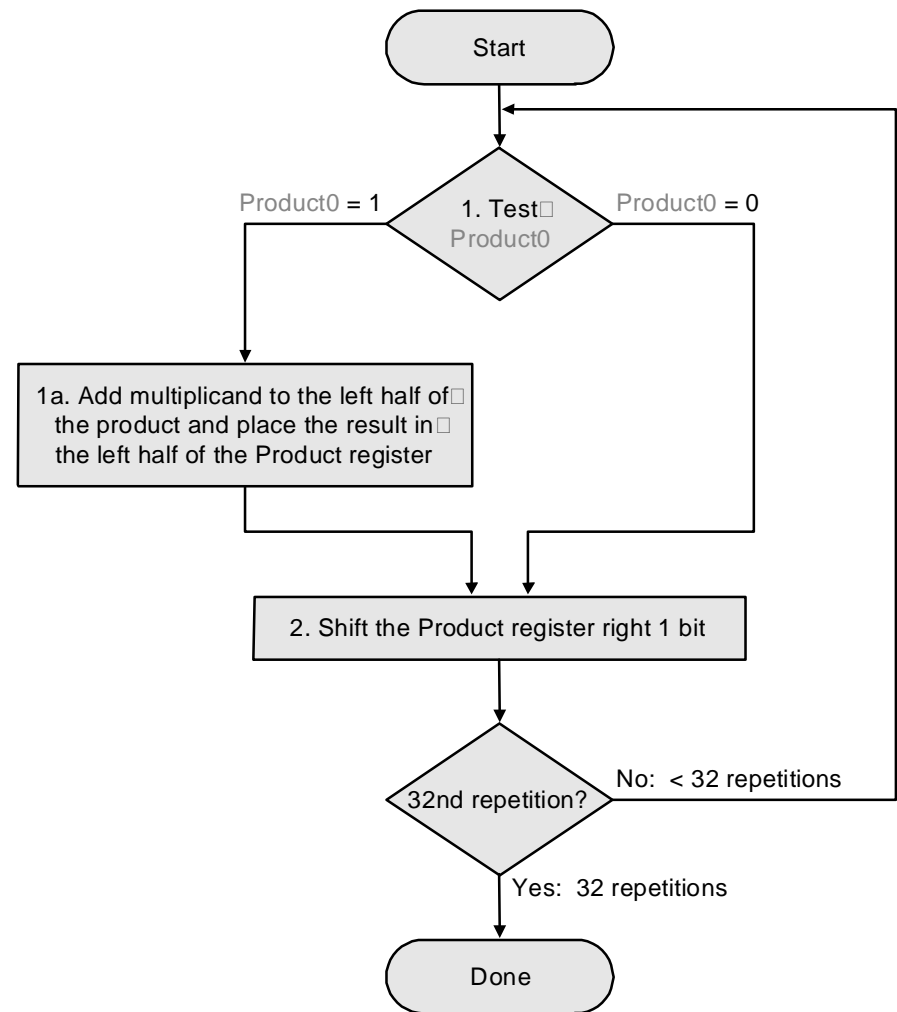 Start
Product0 = 1
1. Test
Product0
Product0 = 0
1a. Add multiplicand to the left half of
the product and place the result in
the left half of the Product register
2. Shift the Product register right 1 bit
32nd repetition?
No: < 32 repetitions
Yes: 32 repetitions
Done